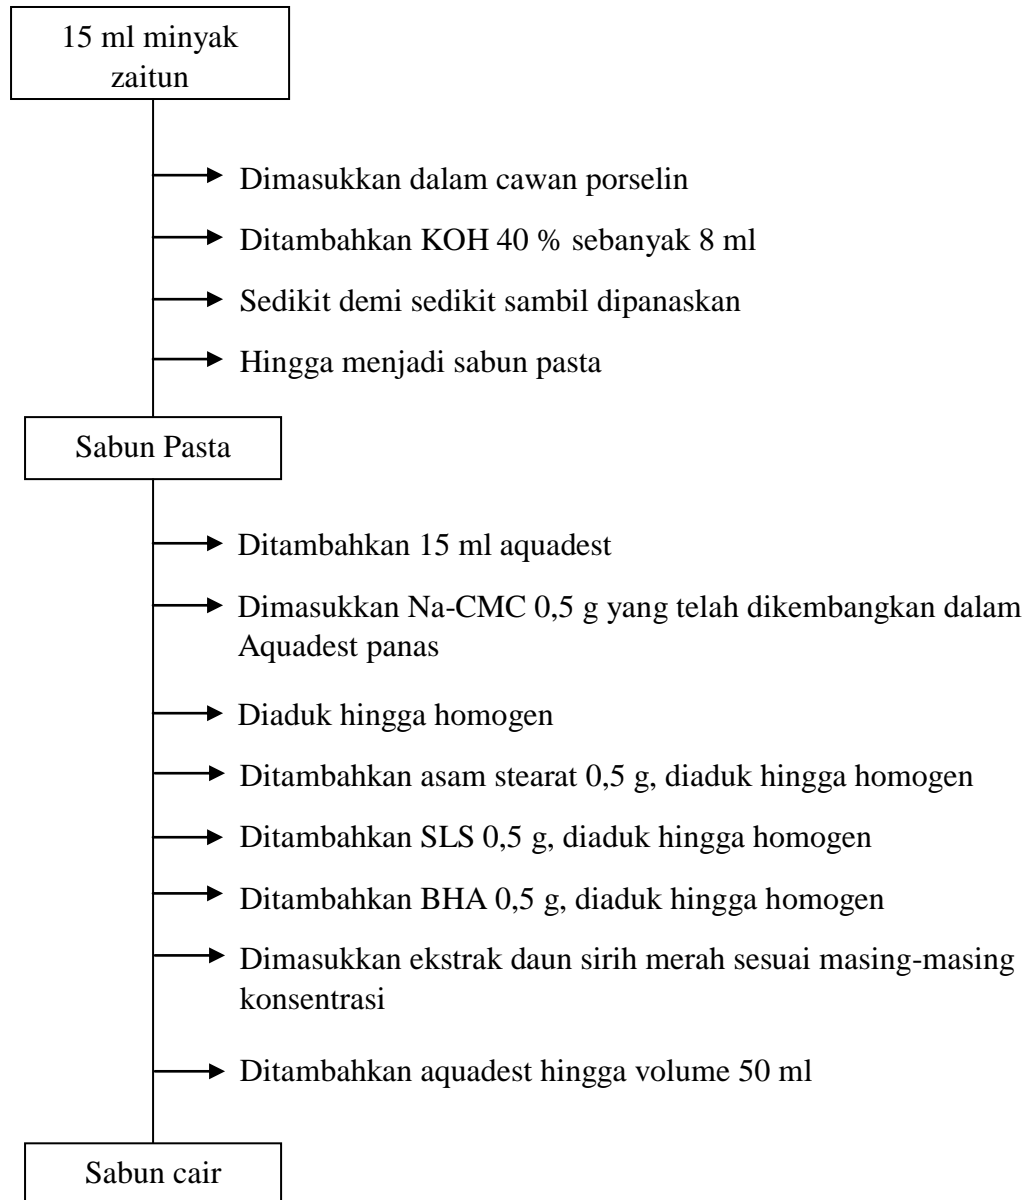 15 ml minyak
zaitun
Dimasukkan dalam cawan porselin
Ditambahkan KOH 40 % sebanyak 8 ml
Sedikit demi sedikit sambil dipanaskan
Hingga menjadi sabun pasta
Sabun Pasta
Ditambahkan 15 ml aquadest
Dimasukkan Na-CMC 0,5 g yang telah dikembangkan dalam
Aquadest panas
Diaduk hingga homogen
Ditambahkan asam stearat 0,5 g, diaduk hingga homogen
Ditambahkan SLS 0,5 g, diaduk hingga homogen
Ditambahkan BHA 0,5 g, diaduk hingga homogen
Dimasukkan ekstrak daun sirih merah sesuai masing-masing
konsentrasi
Ditambahkan aquadest hingga volume 50 ml
Sabun cair